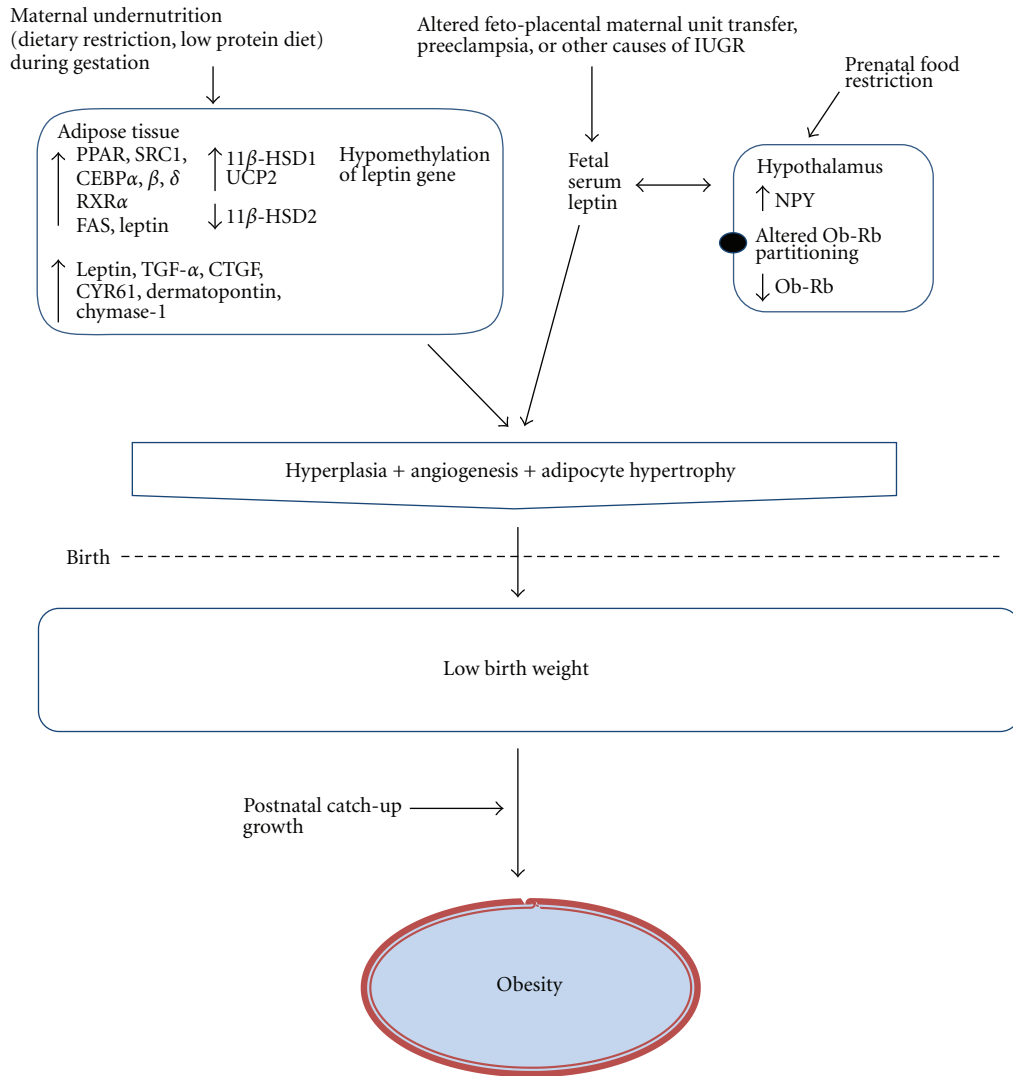 Maternal undernutrition
(dietary restriction, low protein diet)
during gestation
Altered feto-placental maternal unit transfer,
preeclampsia, or other causes of IUGR
Prenatal food
restriction
Adipose tissue
PPAR, SRC1,
CEBPα, β, δ
RXRα
FAS, leptin
11β-HSD1
UCP2
11β-HSD2
Hypomethylation
of leptin gene
Leptin, TGF-α, CTGF,
CYR61, dermatopontin,
chymase-1
Fetal
serum
leptin
Hypothalamus
NPY
Altered Ob-Rb
partitioning
Ob-Rb
Hyperplasia + angiogenesis + adipocyte hypertrophy
Birth
Low birth weight
Postnatal catch-up
growth
Obesity